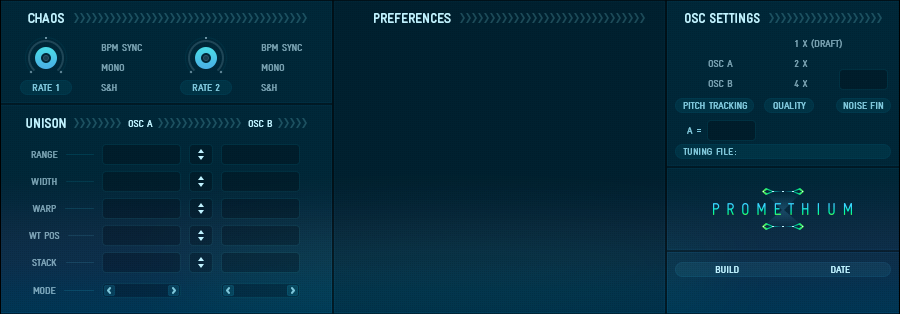 CHAOS
BPM SYNC
MONO
S&H
RATE 1
BPM SYNC
MONO
S&H
RATE 2
UNISON OSC A OSC B
RANGE
WIDTH
WARP
WT POS
STACK
MODE
PREFERENCES
OSC SETTINGS
1 X (DRAFT)
OSC A 2 X
OSC B 4 X
PITCH TRACKING QUALITY NOISE FIN
A =
TUNING FILE:
PROMETHIUM
BUILD DATE